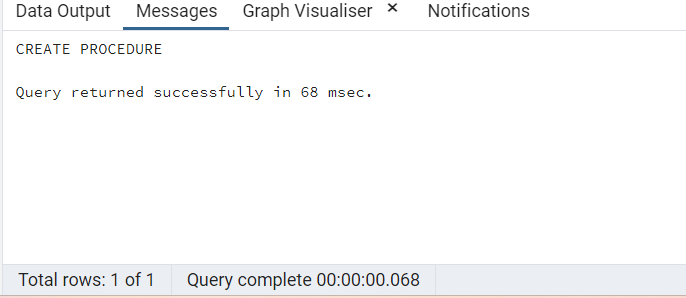 Data Output Messages Graph Visualiser × Notifications
CREATE PROCEDURE
Query returned successfully in 68 msec.
Total rows: 1 of 1 Query complete 00:00:00.068